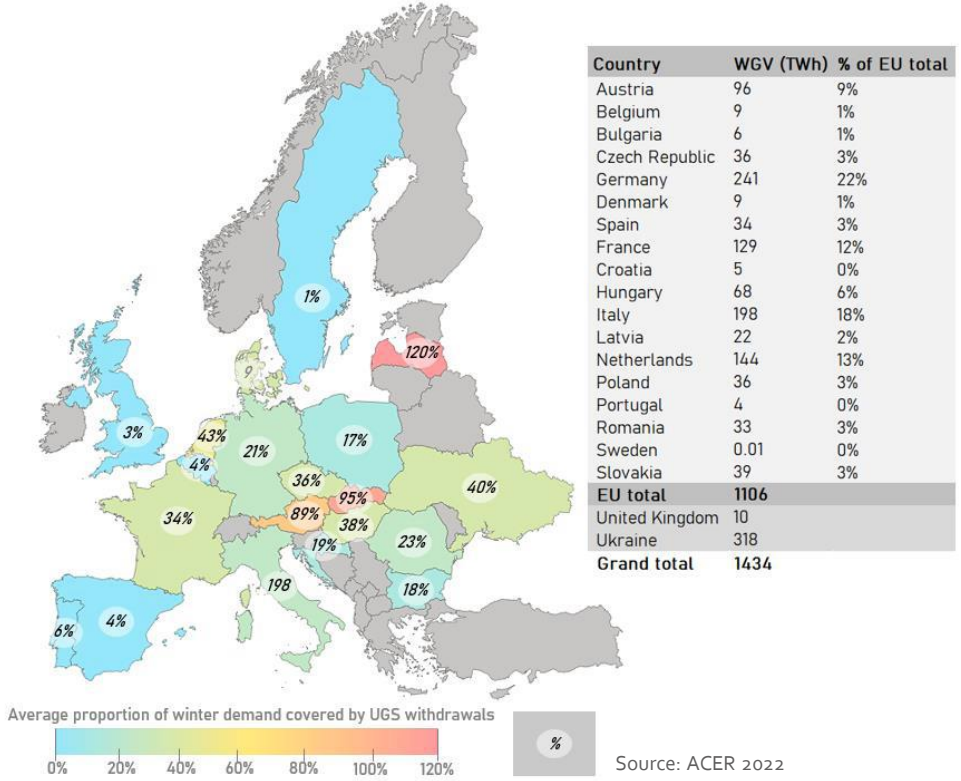 Country WGV (TWh) % of EU total
Austria 96 9%
Belgium 9 1%
Bulgaria 6 1%
Czech Republic 36 3%
Germany 241 22%
Denmark 9 1%
Spain 34 3%
France 129 12%
Croatia 5 0%
Hungary 68 6%
Italy 198 18%
Latvia 22 2%
Netherlands 144 13%
Poland 36 3%
Portugal 4 0%
Romania 33 3%
Sweden 0.01 0%
Slovakia 39 3%
EU total 1106
United Kingdom 10
Ukraine 318
Grand total 1434
1%
120%
9
3%
43%
4%
21%
17%
36%
95%
40%
34%
89%
38%
19%
23%
198
18%
6%
4%
Average proportion of winter demand covered by UGS withdrawals
0% 20% 40% 60% 80% 100% 120%
%
Source: ACER 2022